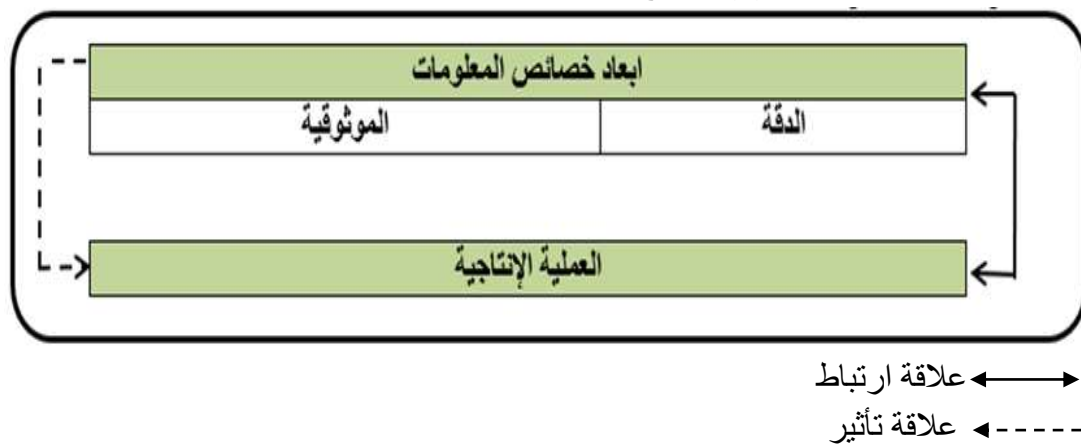 ابعاد خصائص المعلومات
الدقة الموثوقية
العملية الإنتاجية
علاقة ارتباط
علاقة تأثير